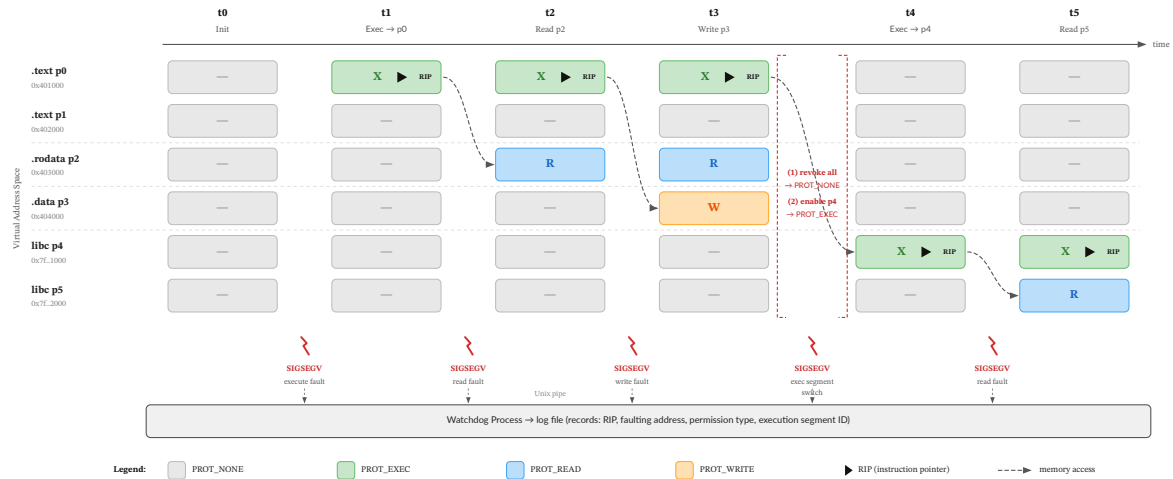 t0 t1 t2 t3 t4 t5
Init Exec → p0 Read p2 Write p3 Exec → p4 Read p5
time
Virtual Address Space
.text p0 — X RIP X RIP X RIP — —
0x401000
.text p1 — — — — — —
0x402000
.rodata p2 — — R R — —
0x403000
(1) revoke all
→ PROT_NONE
.data p3 — — — W — —
0x404000
(2) enable p4
→ PROT_EXEC
libc p4 — — — — X RIP X RIP
0x7f..1000
libc p5 — — — — — R
0x7f..2000
SIGSEGV SIGSEGV SIGSEGV SIGSEGV SIGSEGV
execute fault read fault write fault exec segment read fault
switch
Unix pipe
Watchdog Process → log file (records: RIP, faulting address, permission type, execution segment ID)
Legend: PROT_NONE PROT_EXEC PROT_READ PROT_WRITE RIP (instruction pointer) memory access